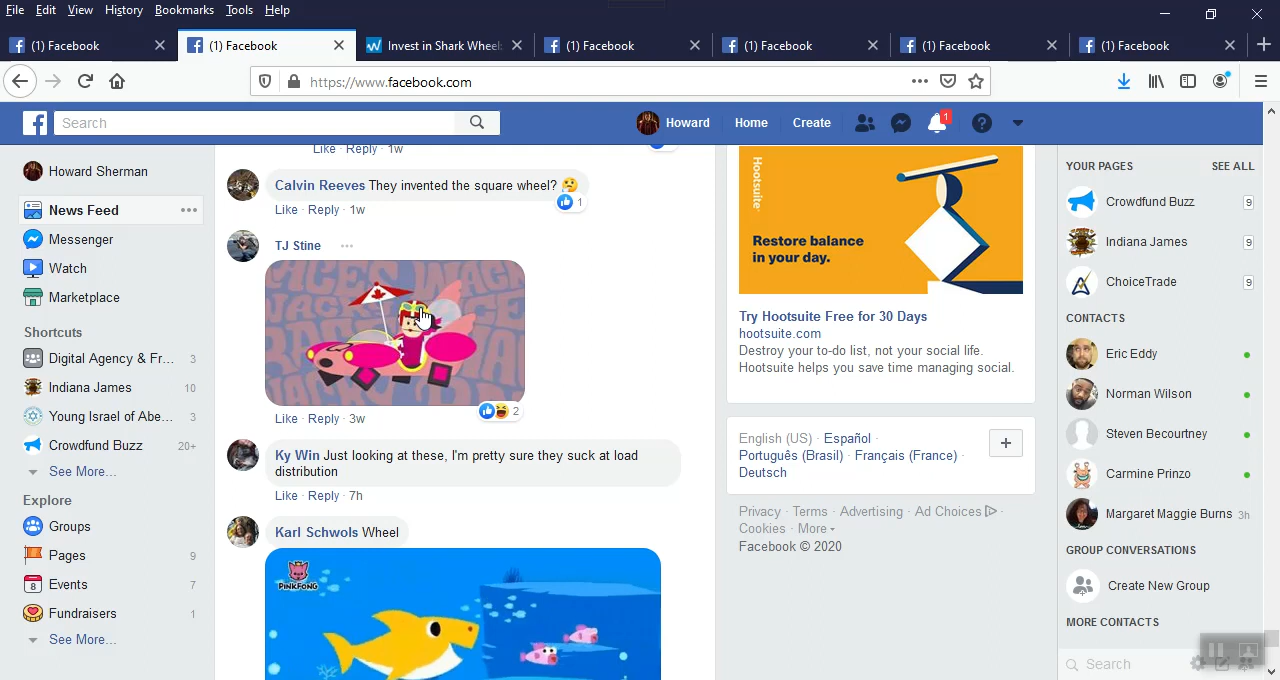 File Edit View History Bookmarks Tools Help
(1) Facebook
(1) Facebook
Invest in Shark Wheel:
(1) Facebook
(1) Facebook
(1) Facebook
(1) Facebook
https://www.facebook.com
Search
Howard
Home
Create
1
Howard Sherman
News Feed
Messenger
Watch
Marketplace
Shortcuts
Digital Agency & Fr... 3
Indiana James 10
Young Israel of Abe... 3
Crowdfund Buzz 20+
See More...
Explore
Groups
Pages 9
Events 7
Fundraisers 1
See More...
Like · Reply · 1w
Calvin Reeves They invented the square wheel?
1
Like · Reply · 1w
TJ Stine
Like · Reply · 3w
2
Ky Win Just looking at these, I'm pretty sure they suck at load
distribution
Like · Reply · 7h
Karl Schwols Wheel
PINKFONG
Hootsuite
Restore balance
in your day.
Try Hootsuite Free for 30 Days
hootsuite.com
Destroy your to-do list, not your social life.
Hootsuite helps you save time managing social.
English (US) · Español ·
Português (Brasil) · Français (France) ·
Deutsch
Privacy · Terms · Advertising · Ad Choices ·
Cookies · More
Facebook © 2020
YOUR PAGES SEE ALL
Crowdfund Buzz 9
Indiana James 9
ChoiceTrade 9
CONTACTS
Eric Eddy
Norman Wilson
Steven Becourtney
Carmine Prinzo
Margaret Maggie Burns 3h
GROUP CONVERSATIONS
Create New Group
MORE CONTACTS
Search